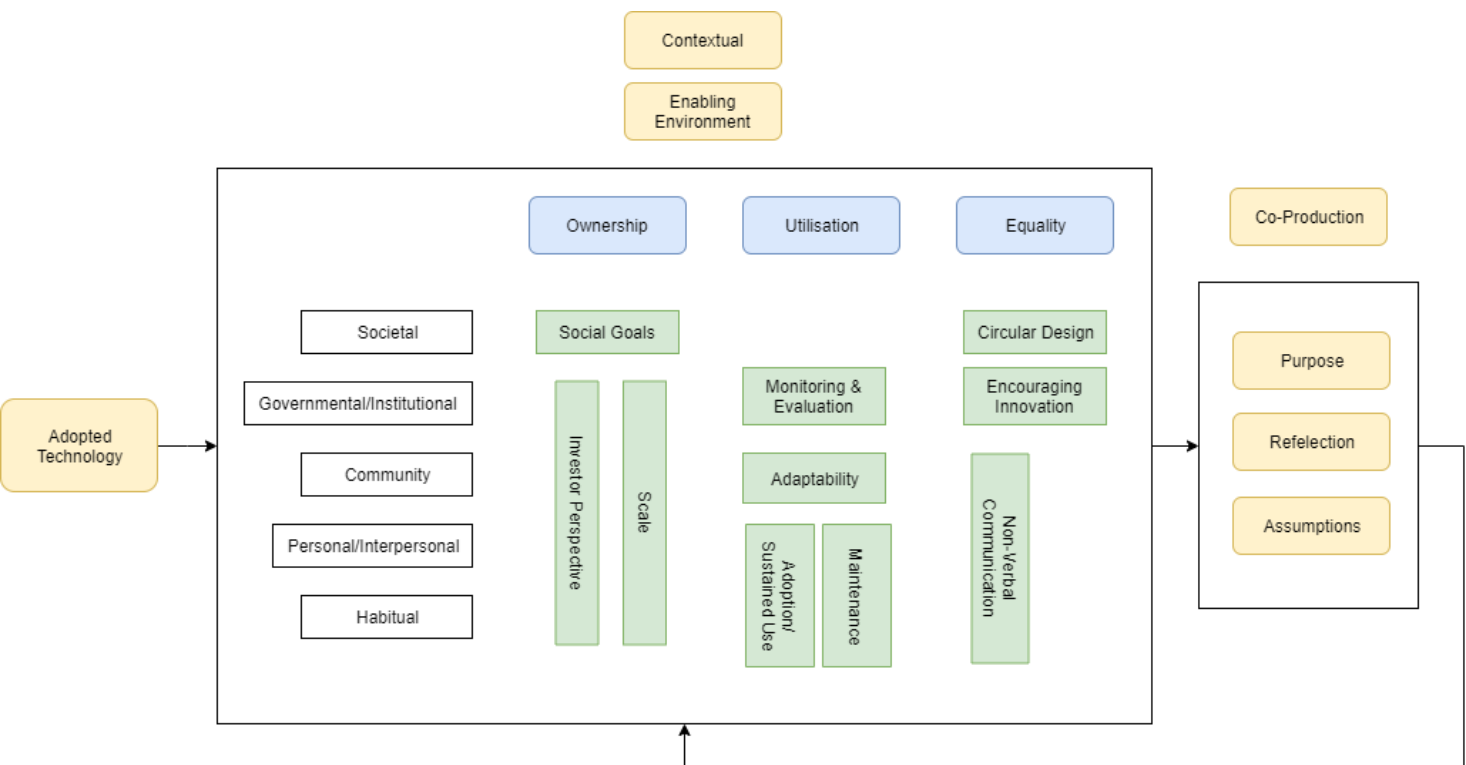 Contextual
Enabling
Environment
Ownership
Utilisation
Equality
Co-Production
Societal
Social Goals
Circular Design
Governmental/Institutional
Monitoring &
Evaluation
Encouraging
Innovation
Purpose
Adopted
Technology
Community
Investor Perspective
Scale
Adaptability
Non-Verbal
Communication
Refelection
Personal/Interpersonal
Adoption/
Sustained Use
Maintenance
Assumptions
Habitual